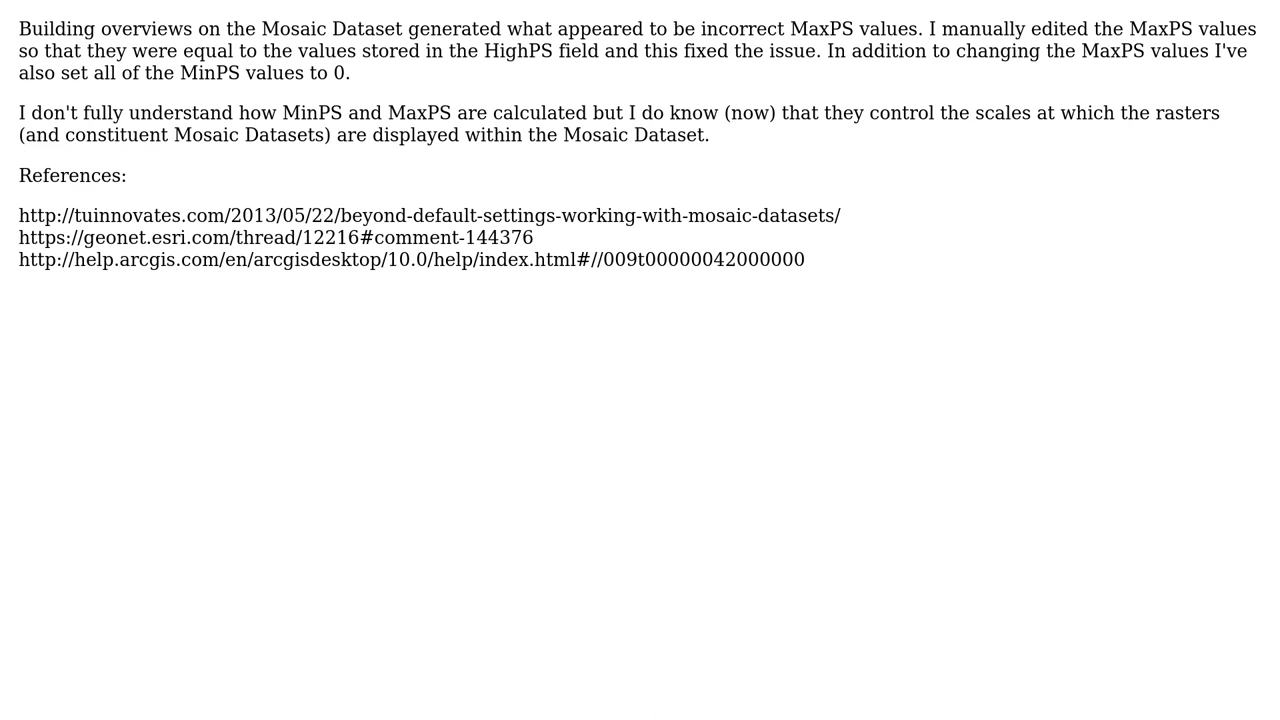 Building overviews on the Mosaic Dataset generated what appeared to be incorrect MaxPS values. I manually edited the MaxPS values
so that they were equal to the values stored in the HighPS field and this fixed the issue. In addition to changing the MaxPS values I've
also set all of the MinPS values to 0.
I don't fully understand how MinPS and MaxPS are calculated but I do know (now) that they control the scales at which the rasters
(and constituent Mosaic Datasets) are displayed within the Mosaic Dataset.
References:
http://tuinnovates.com/2013/05/22/beyond-default-settings-working-with-mosaic-datasets/
https://geonet.esri.com/thread/12216#comment-144376
http://help.arcgis.com/en/arcgisdesktop/10.0/help/index.html#//009t00000042000000